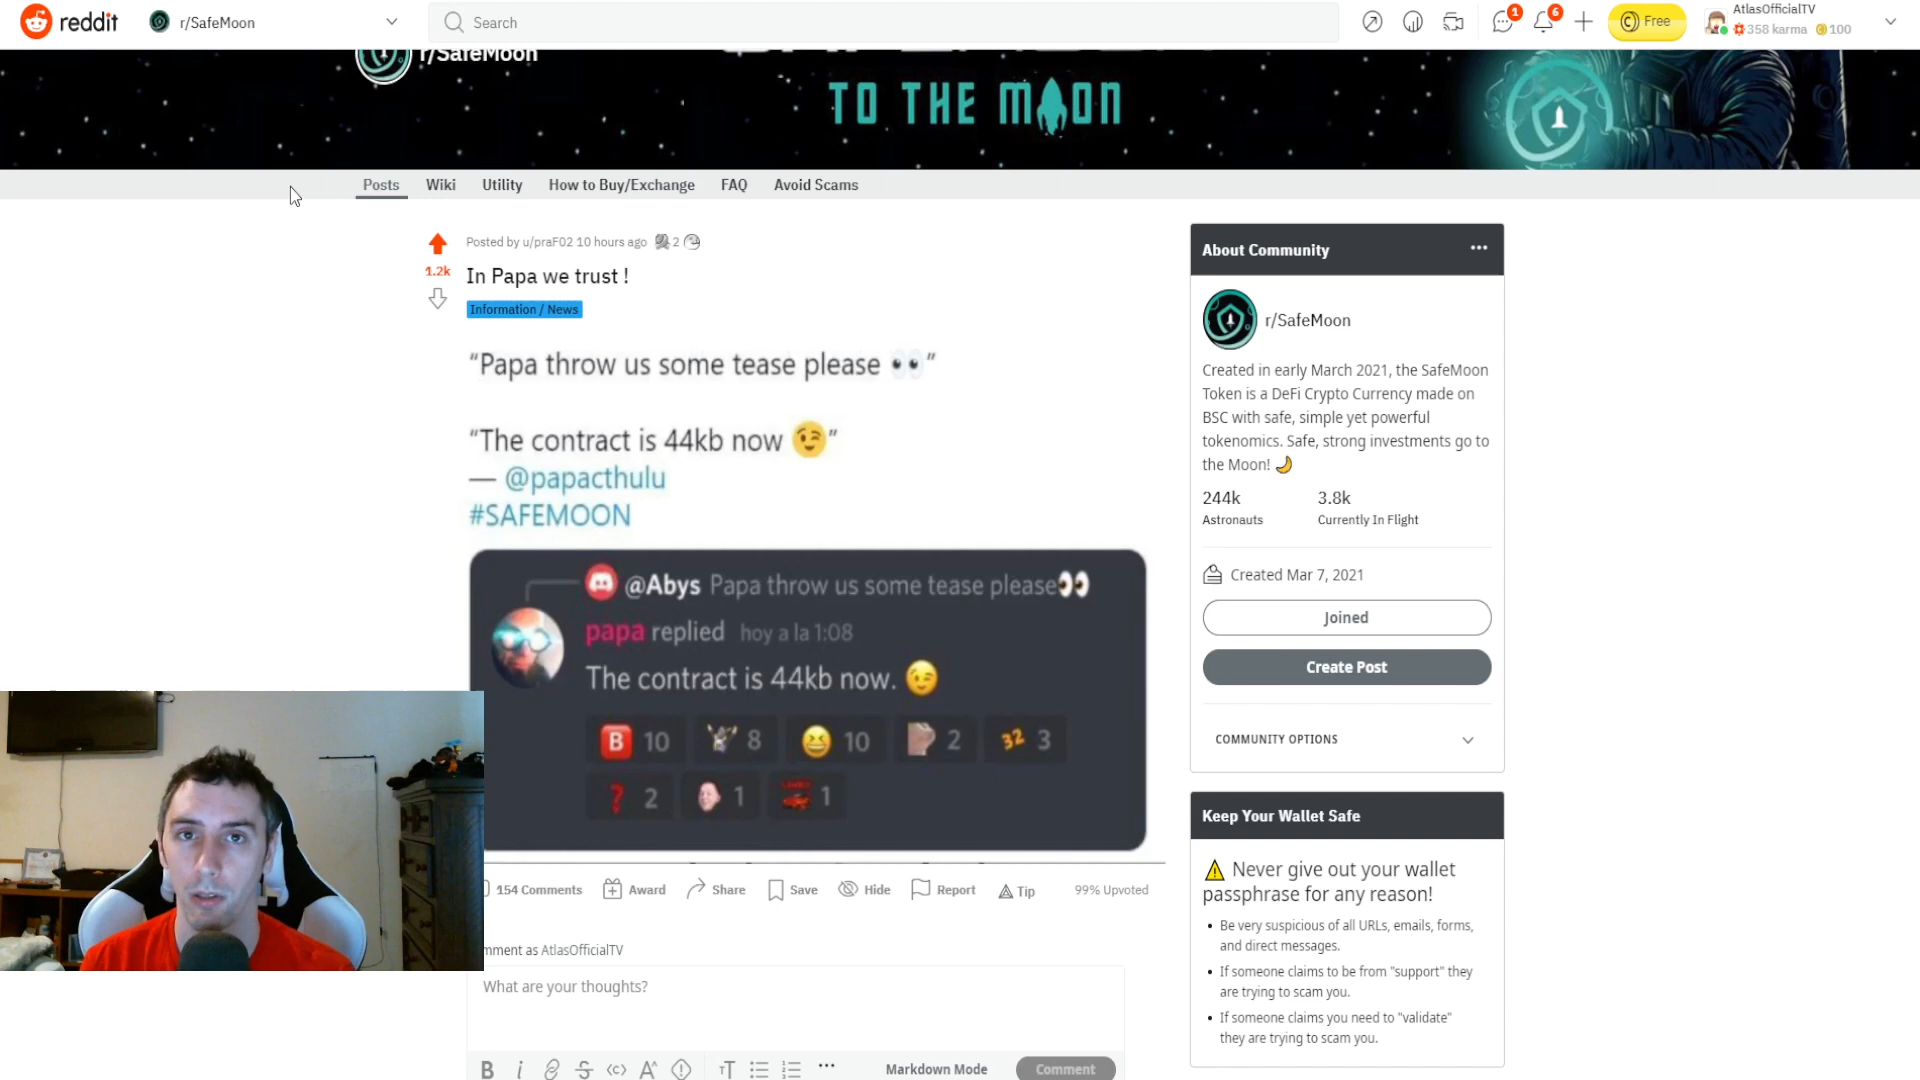 reddit
r/SafeMoon
Search
1
6
Free
AtlasOfficialTV
358 karma
100
r/SafeMoon
TO THE MOON
Posts
Wiki
Utility
How to Buy/Exchange
FAQ
Avoid Scams
Posted by u/praF02 10 hours ago
2
1.2k
In Papa we trust !
Information / News
“Papa throw us some tease please 👀”
“The contract is 44kb now 😉”
— @papacthulu
#SAFEMOON
@Abys Papa throw us some tease please👀
papa replied hoy a la 1:08
The contract is 44kb now. 😉
B 10
8
10
2
32 3
2
1
1
154 Comments
Award
Share
Save
Hide
Report
Tip
99% Upvoted
mment as AtlasOfficialTV
What are your thoughts?
Markdown Mode
Comment
About Community
r/SafeMoon
Created in early March 2021, the SafeMoon
Token is a DeFi Crypto Currency made on
BSC with safe, simple yet powerful
tokenomics. Safe, strong investments go to
the Moon! 🌙
244k
Astronauts
3.8k
Currently In Flight
Created Mar 7, 2021
Joined
Create Post
COMMUNITY OPTIONS
Keep Your Wallet Safe
⚠ Never give out your wallet
passphrase for any reason!
• Be very suspicious of all URLs, emails, forms,
and direct messages.
• If someone claims to be from "support" they
are trying to scam you.
• If someone claims you need to "validate"
they are trying to scam you.